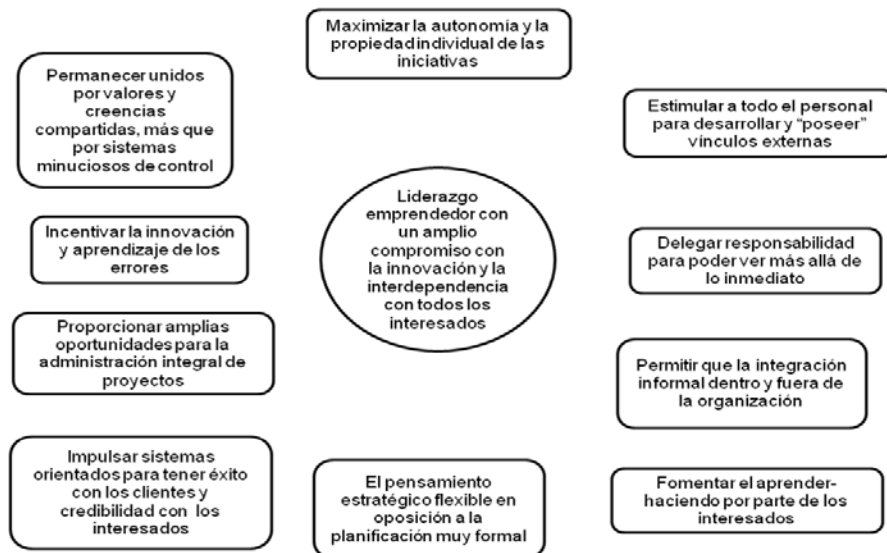 Maximizar la autonomía y la
propiedad individual de las
iniciativas
Permanecer unidos
por valores y
creencias
compartidas, más que
por sistemas
minuciosos de control
Estimular a todo el personal
para desarrollar y “poseer”
vínculos externas
Liderazgo
emprendedor con
un amplio
compromiso con
la innovación y la
interdependencia
con todos los
interesados
Incentivar la innovación
y aprendizaje de los
errores
Delegar responsabilidad
para poder ver más allá de
lo inmediato
Proporcionar amplias
oportunidades para la
administración integral de
proyectos
Permitir que la integración
informal dentro y fuera de
la organización
Impulsar sistemas
orientados para tener éxito
con los clientes y
credibilidad con los
interesados
El pensamiento
estratégico flexible en
oposición a la
planificación muy formal
Fomentar el aprender-
haciendo por parte de los
interesados